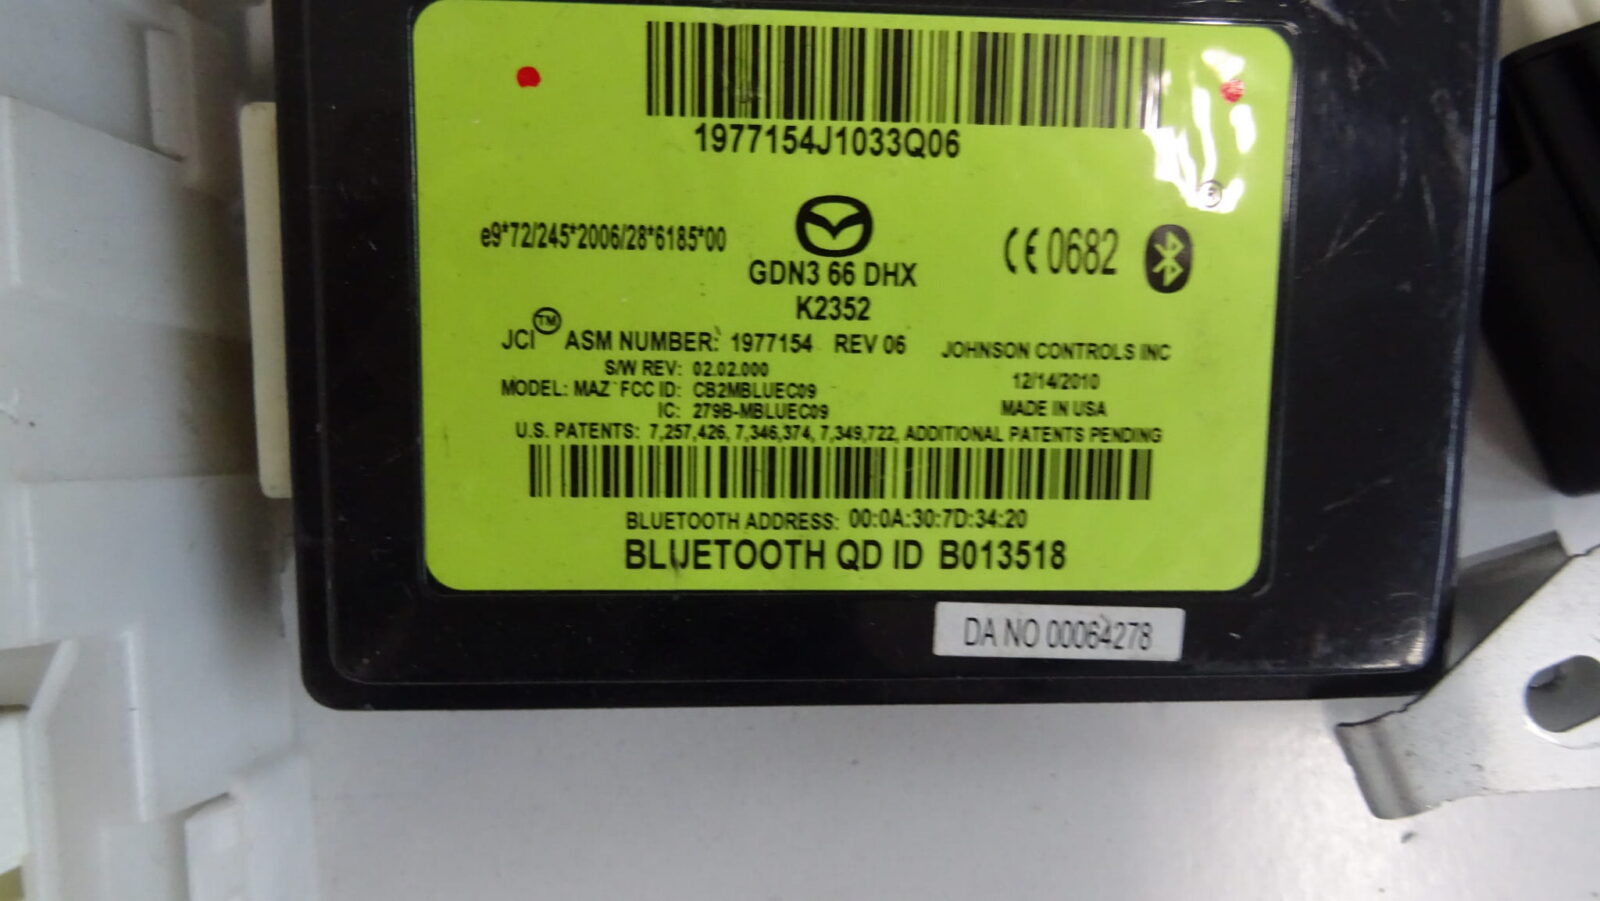 1977154J1033Q06
e9*72/245*2006/28*6185*00
GDN3 66 DHX
K2352
CE 0682
JCI™ ASM NUMBER: 1977154 REV 06
S/W REV: 02.02.000
MODEL: MAZ FCC ID: CB2MBLUEC09
IC: 279B-MBLUEC09
JOHNSON CONTROLS INC
12/14/2010
MADE IN USA
U.S. PATENTS: 7,257,426, 7,346,374, 7,349,722, ADDITIONAL PATENTS PENDING
BLUETOOTH ADDRESS: 00:0A:30:7D:34:20
BLUETOOTH QD ID B013518
DA NO 00064278